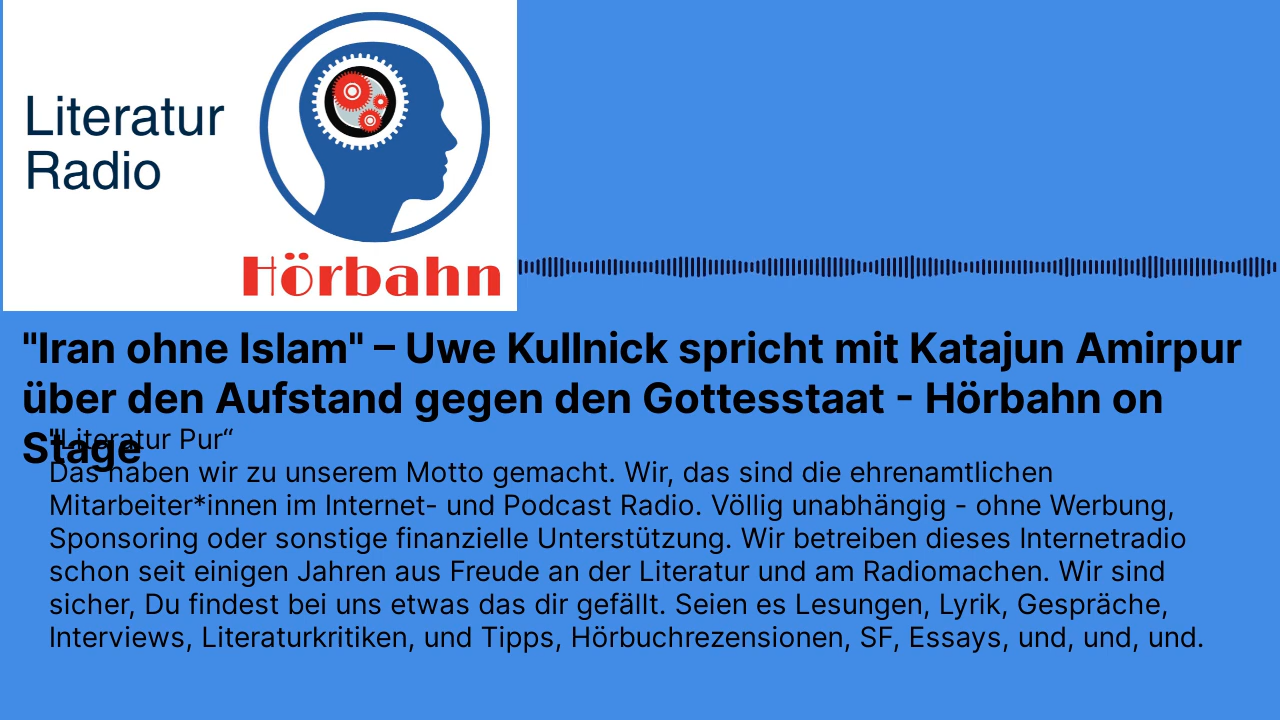 Literatur
Radio
Hörbahn
"Iran ohne Islam" – Uwe Kullnick spricht mit Katajun Amirpur
über den Aufstand gegen den Gottesstaat - Hörbahn on
Stage
"Literatur Pur“
Das haben wir zu unserem Motto gemacht. Wir, das sind die ehrenamtlichen
Mitarbeiter*innen im Internet- und Podcast Radio. Völlig unabhängig - ohne Werbung,
Sponsoring oder sonstige finanzielle Unterstützung. Wir betreiben dieses Internetradio
schon seit einigen Jahren aus Freude an der Literatur und am Radiomachen. Wir sind
sicher, Du findest bei uns etwas das dir gefällt. Seien es Lesungen, Lyrik, Gespräche,
Interviews, Literaturkritiken, und Tipps, Hörbuchrezensionen, SF, Essays, und, und, und.